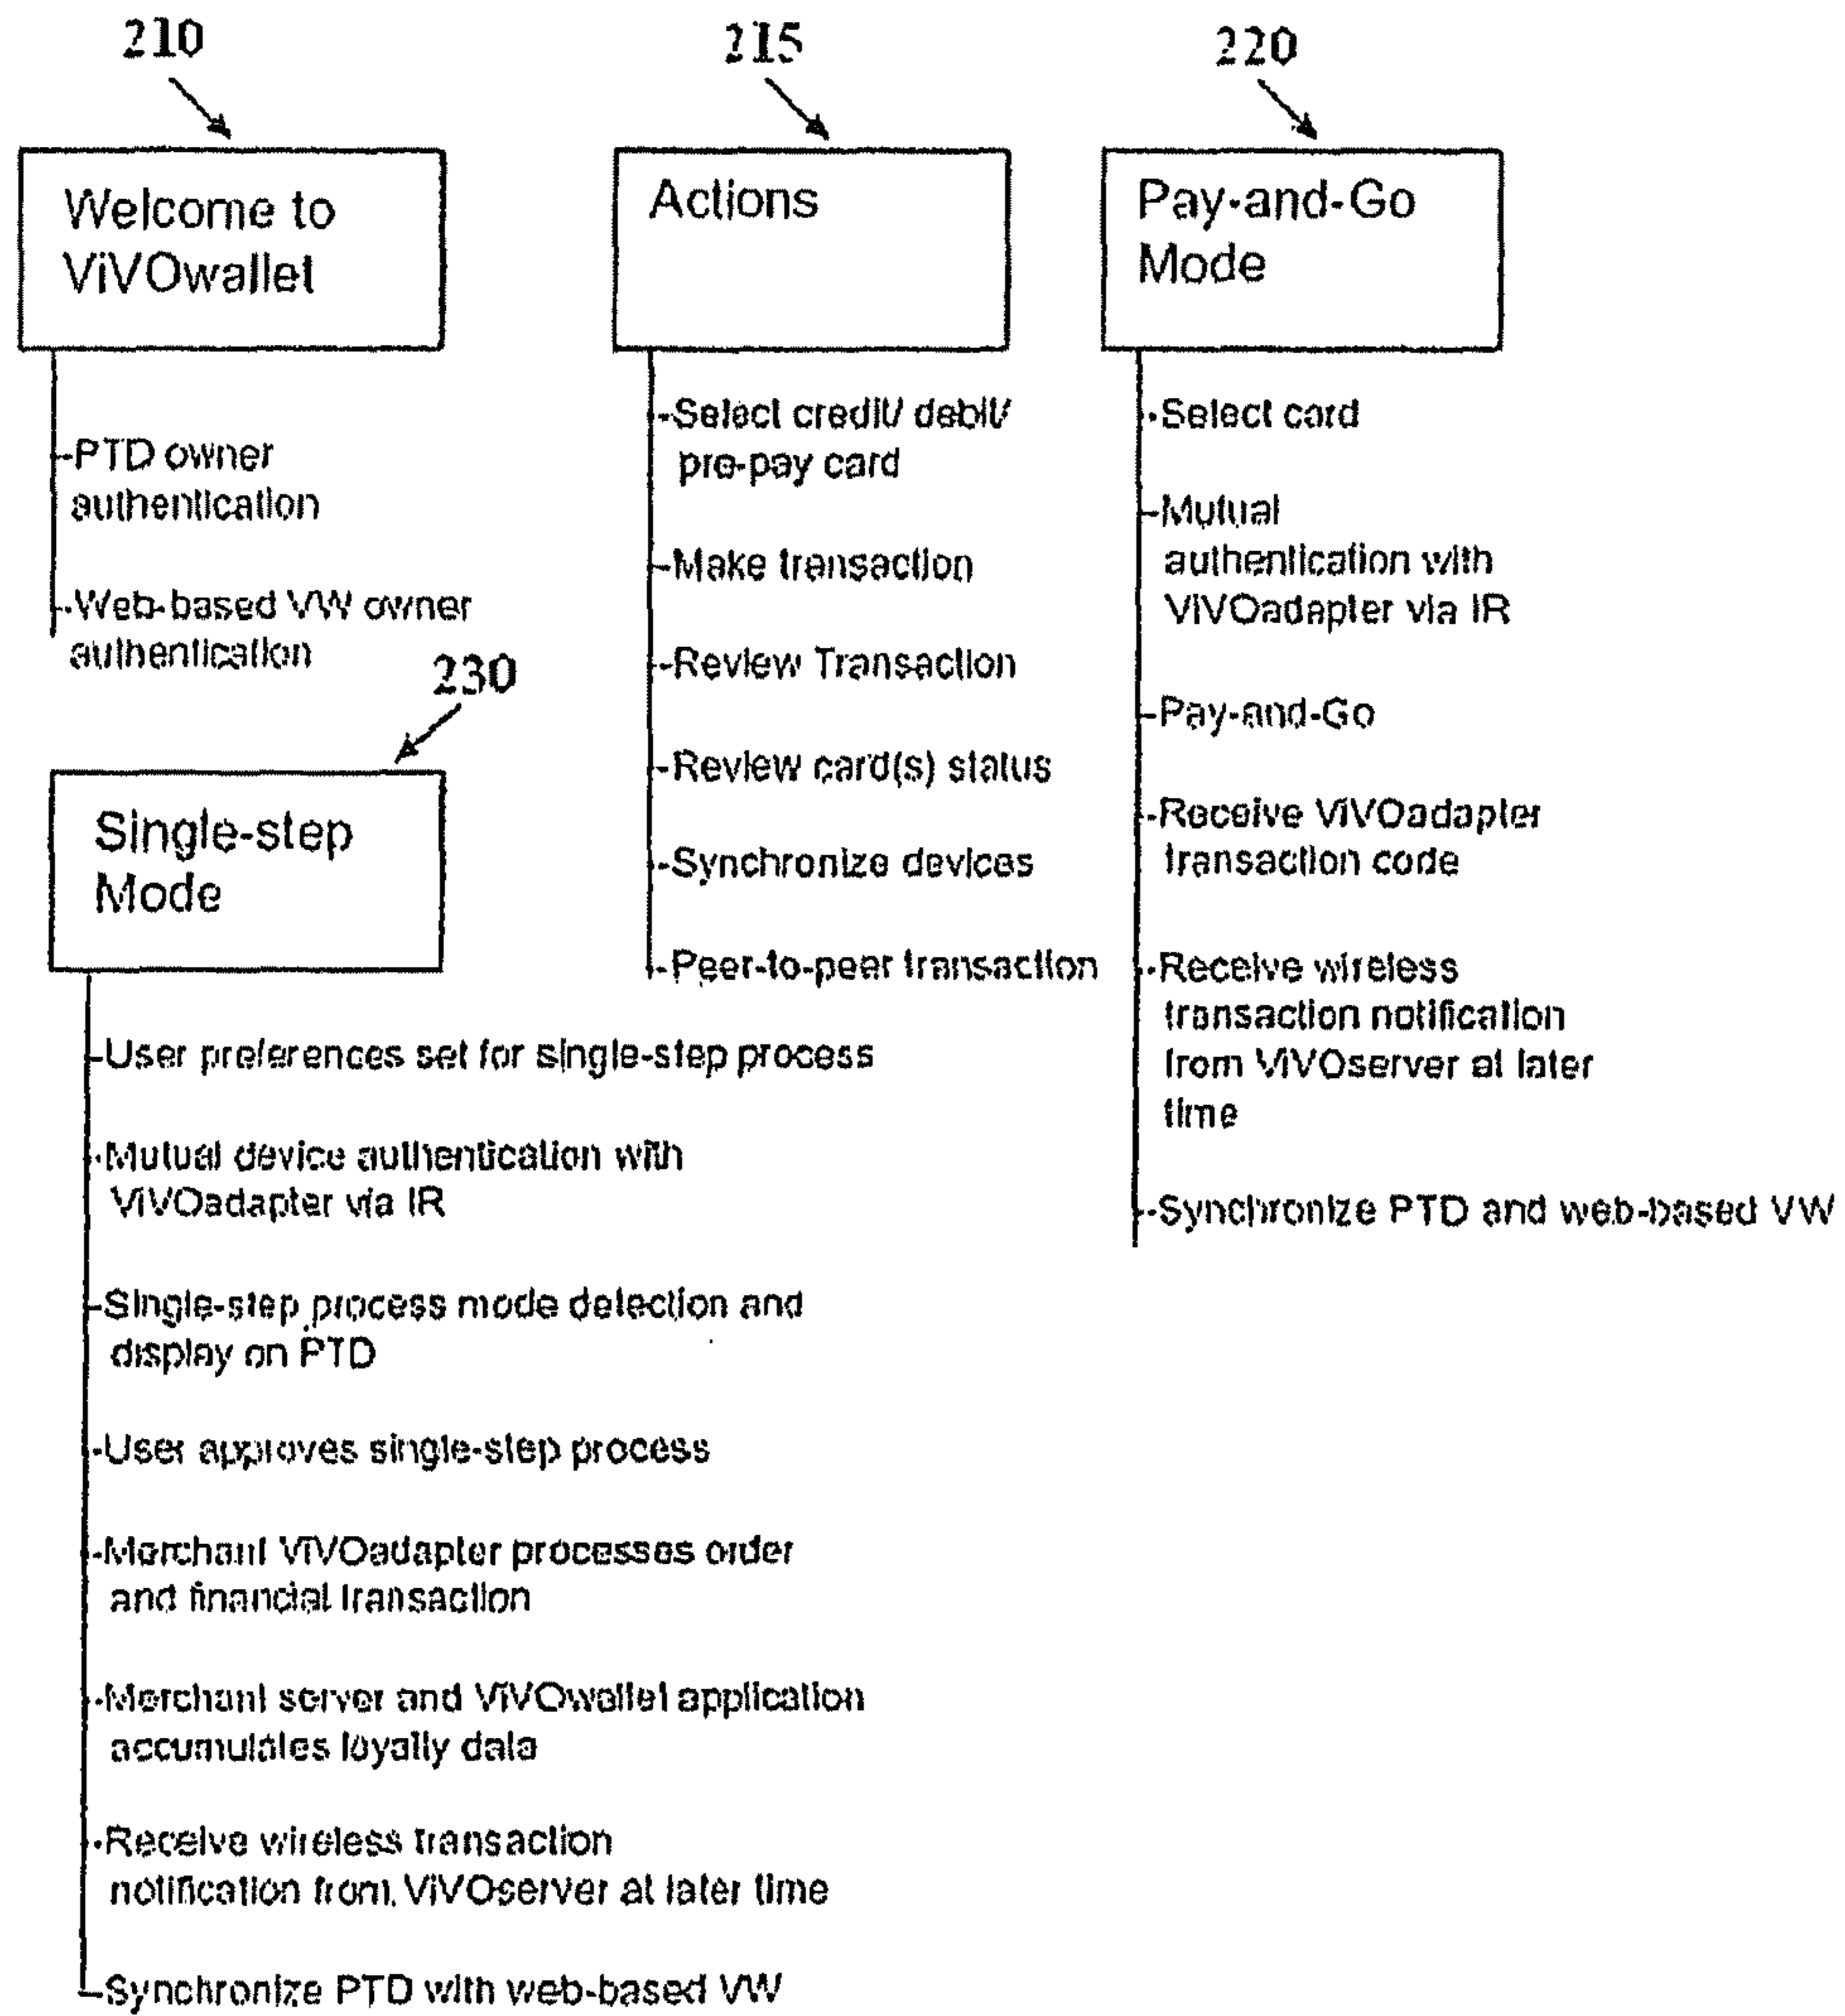 210
Welcome to
ViVOwallet
PTD owner
authentication
Web-based VW owner
authentication
215
Actions
Select credit/ debit/
pre-pay card
Make transaction
Review Transaction
Review card(s) status
Synchronize devices
Peer-to-peer transaction
220
Pay-and-Go
Mode
Select card
Mutual
authentication with
ViVOadapter via IR
Pay-and-Go
Receive ViVOadapter
transaction code
Receive wireless
transaction notification
from ViVOserver at later
time
Synchronize PTD and web-based VW
230
Single-step
Mode
User preferences set for single-step process
Mutual device authentication with
ViVOadapter via IR
Single-step process mode detection and
display on PTD
User approves single-step process
Merchant ViVOadapter processes order
and financial transaction
Merchant server and ViVOwallet application
accumulates loyalty data
Receive wireless transaction
notification from ViVOserver at later time
Synchronize PTD with web-based VW